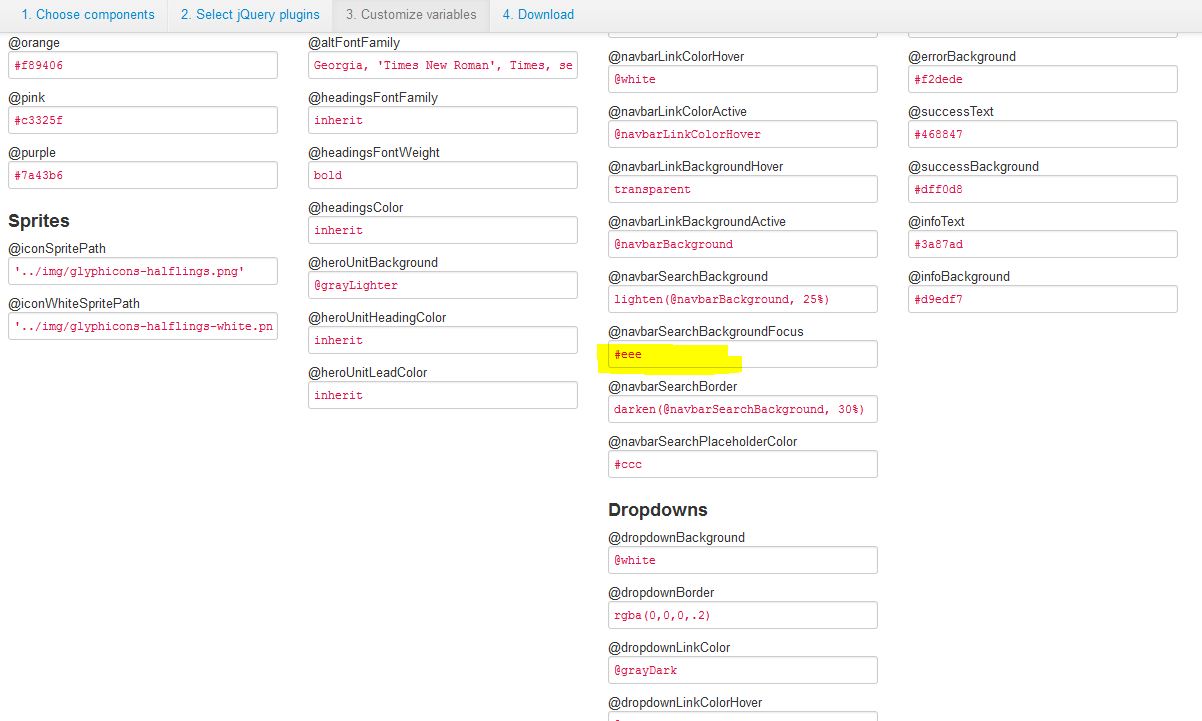 1. Choose components
2. Select jQuery plugins
3. Customize variables
4. Download
@orange
#f89406
@pink
#c3325f
@purple
#7a43b6
Sprites
@iconSpritePath
'../img/glyphicons-halflings.png'
@iconWhiteSpritePath
'../img/glyphicons-halflings-white.pn
@altFontFamily
Georgia, 'Times New Roman', Times, se
@headingsFontFamily
inherit
@headingsFontWeight
bold
@headingsColor
inherit
@heroUnitBackground
@grayLighter
@heroUnitHeadingColor
inherit
@heroUnitLeadColor
inherit
@navbarLinkColorHover
@white
@navbarLinkColorActive
@navbarLinkColorHover
@navbarLinkBackgroundHover
transparent
@navbarLinkBackgroundActive
@navbarBackground
@navbarSearchBackground
lighten(@navbarBackground, 25%)
@navbarSearchBackgroundFocus
#eee
@navbarSearchBorder
darken(@navbarSearchBackground, 30%)
@navbarSearchPlaceholderColor
#ccc
Dropdowns
@dropdownBackground
@white
@dropdownBorder
rgba(0,0,0,.2)
@dropdownLinkColor
@grayDark
@dropdownLinkColorHover
@errorBackground
#f2dede
@successText
#468847
@successBackground
#dff0d8
@infoText
#3a87ad
@infoBackground
#d9edf7